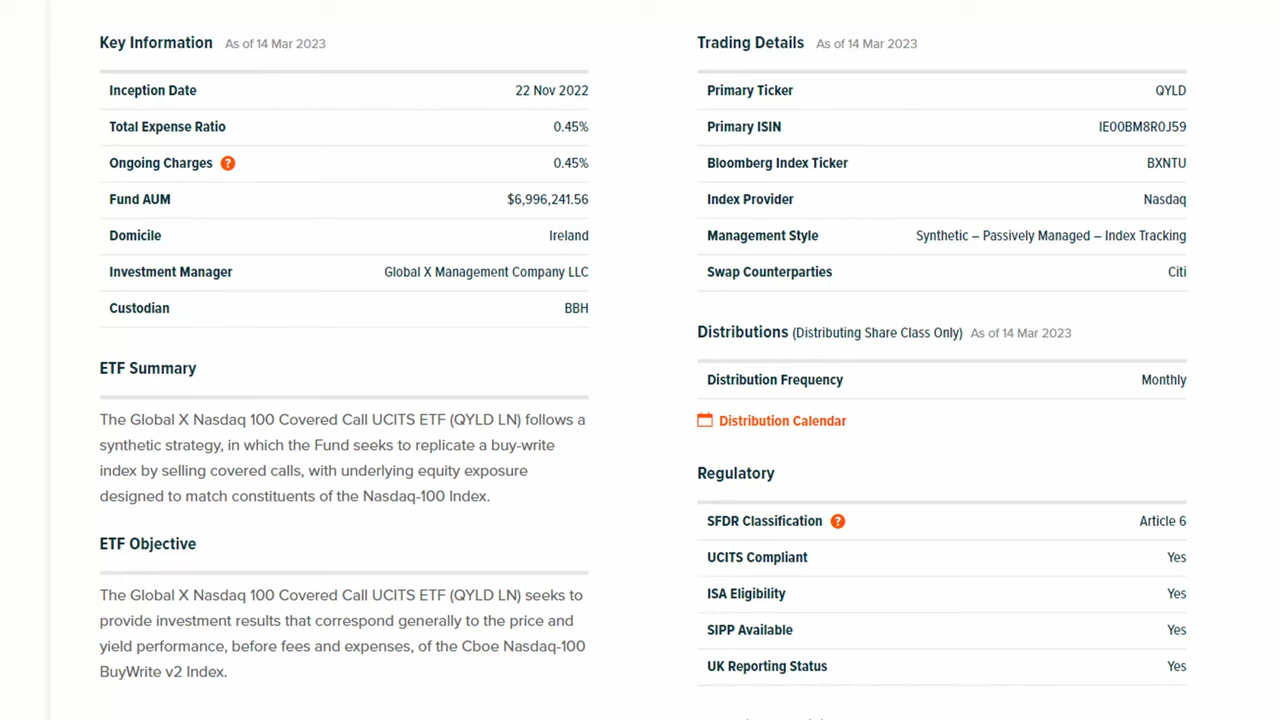 Key Information As of 14 Mar 2023
Inception Date 22 Nov 2022
Total Expense Ratio 0.45%
Ongoing Charges ? 0.45%
Fund AUM $6,996,241.56
Domicile Ireland
Investment Manager Global X Management Company LLC
Custodian BBH
ETF Summary
The Global X Nasdaq 100 Covered Call UCITS ETF (QYLD LN) follows a
synthetic strategy, in which the Fund seeks to replicate a buy-write
index by selling covered calls, with underlying equity exposure
designed to match constituents of the Nasdaq-100 Index.
ETF Objective
The Global X Nasdaq 100 Covered Call UCITS ETF (QYLD LN) seeks to
provide investment results that correspond generally to the price and
yield performance, before fees and expenses, of the Cboe Nasdaq-100
BuyWrite v2 Index.
Trading Details As of 14 Mar 2023
Primary Ticker QYLD
Primary ISIN IE00BM8R0J59
Bloomberg Index Ticker BXNTU
Index Provider Nasdaq
Management Style Synthetic – Passively Managed – Index Tracking
Swap Counterparties Citi
Distributions (Distributing Share Class Only) As of 14 Mar 2023
Distribution Frequency Monthly
Distribution Calendar
Regulatory
SFDR Classification ? Article 6
UCITS Compliant Yes
ISA Eligibility Yes
SIPP Available Yes
UK Reporting Status Yes